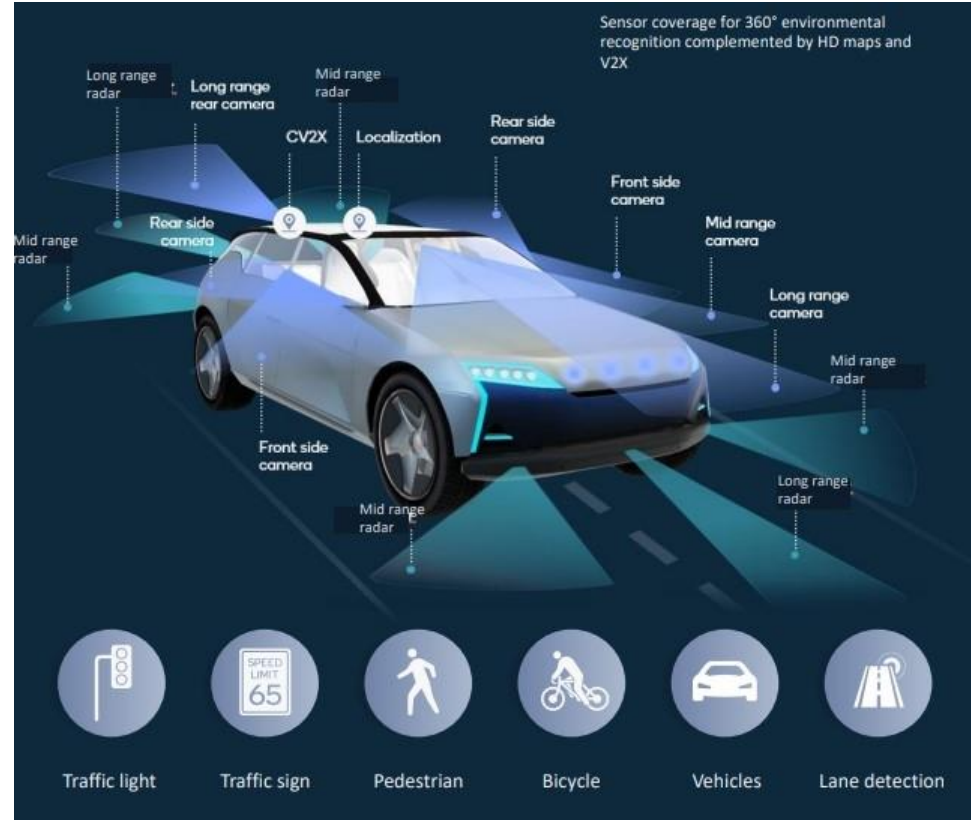 Sensor coverage for 360° environmental
recognition complemented by HD maps and
V2X
Long range
radar
Long range
rear camera
Mid range
radar
CV2X
Localization
Rear side
camera
Front side
camera
Mid range
camera
Long range
camera
Rear side
camera
Mid range
radar
Mid range
radar
Front side
camera
Long range
radar
Mid range
radar
SPEED
LIMIT
65
Traffic light
Traffic sign
Pedestrian
Bicycle
Vehicles
Lane detection